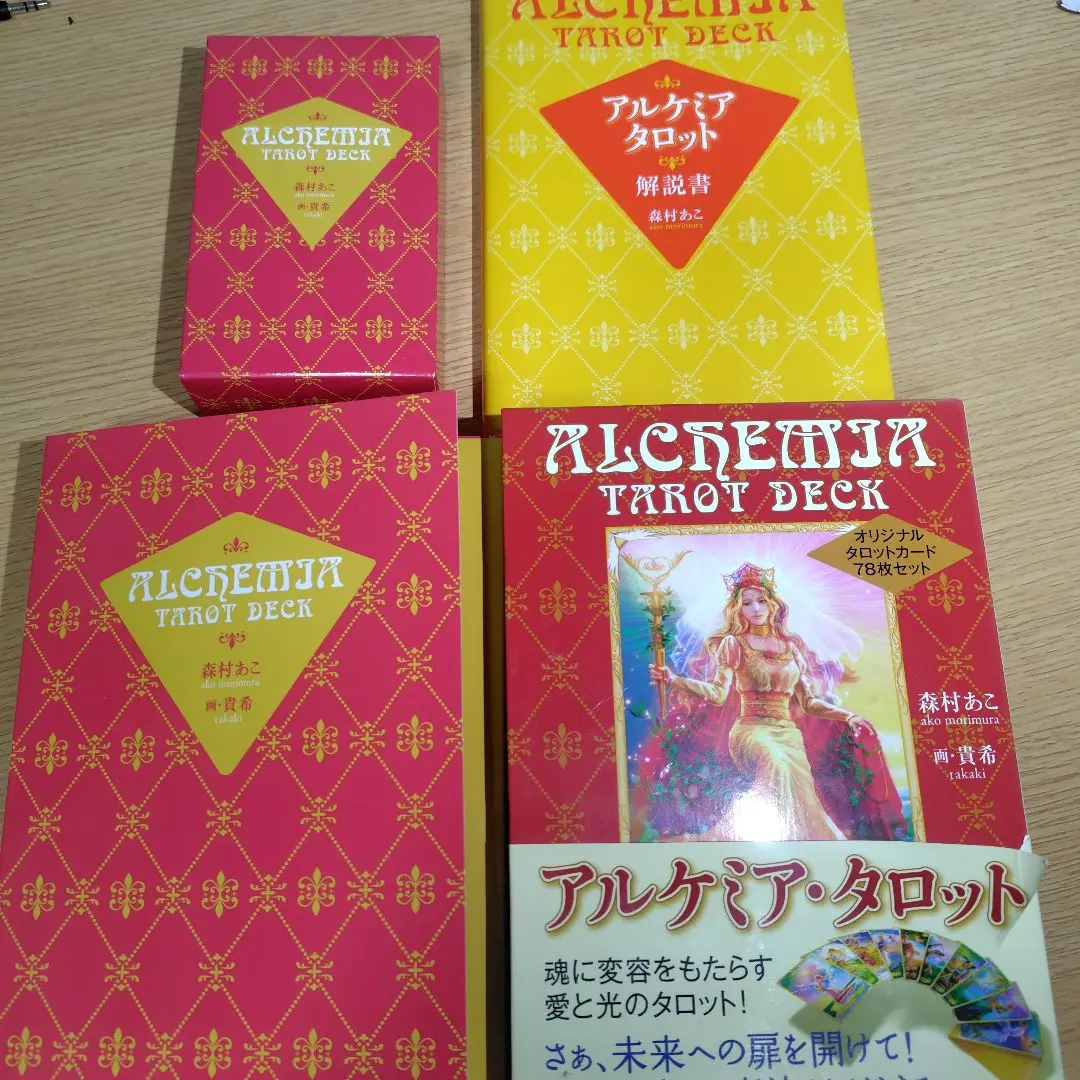 ALCHEMIA
TAROT DECK
森村あこ
ako morimura
画・貴希
takaki
ALCHEMIA
TAROT DECK
アルケミア
タロット
解説書
森村あこ
ako morimura
ALCHEMIA
TAROT DECK
森村あこ
ako morimura
画・貴希
takaki
ALCHEMIA
TAROT DECK
オリジナル
タロットカード
78枚セット
森村あこ
ako morimura
画・貴希
takaki
アルケミア・タロット
魂に変容をもたらす
愛と光のタロット!
さぁ、未来への扉を開けて!